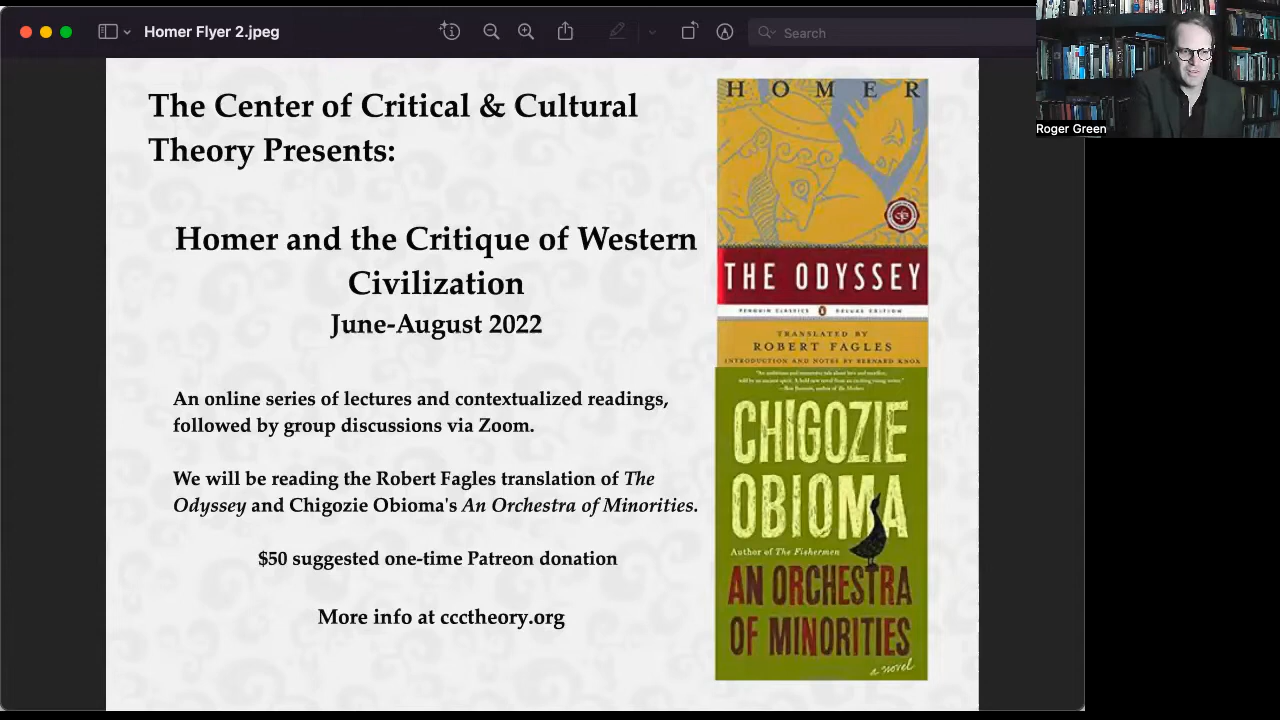 Homer Flyer 2.jpeg
Search
Roger Green
The Center of Critical & Cultural
Theory Presents:
Homer and the Critique of Western
Civilization
June-August 2022
An online series of lectures and contextualized readings,
followed by group discussions via Zoom.
We will be reading the Robert Fagles translation of The
Odyssey and Chigozie Obioma's An Orchestra of Minorities.
$50 suggested one-time Patreon donation
More info at ccctheory.org
HOMER
THE ODYSSEY
PENGUIN CLASSICS DELUXE EDITION
TRANSLATED BY
ROBERT FAGLES
INTRODUCTION AND NOTES BY BERNARD KNOX
CHIGOZIE
OBIOMA
Author of The Fishermen
AN ORCHESTRA
OF MINORITIES
a novel